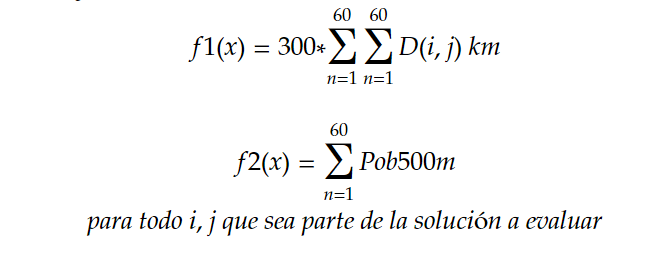 60 60
f1(x) = 300*∑∑D(i, j) km
n=1 n=1
60
f2(x) = ∑ Pob500m
n=1
para todo i, j que sea parte de la solución a evaluar